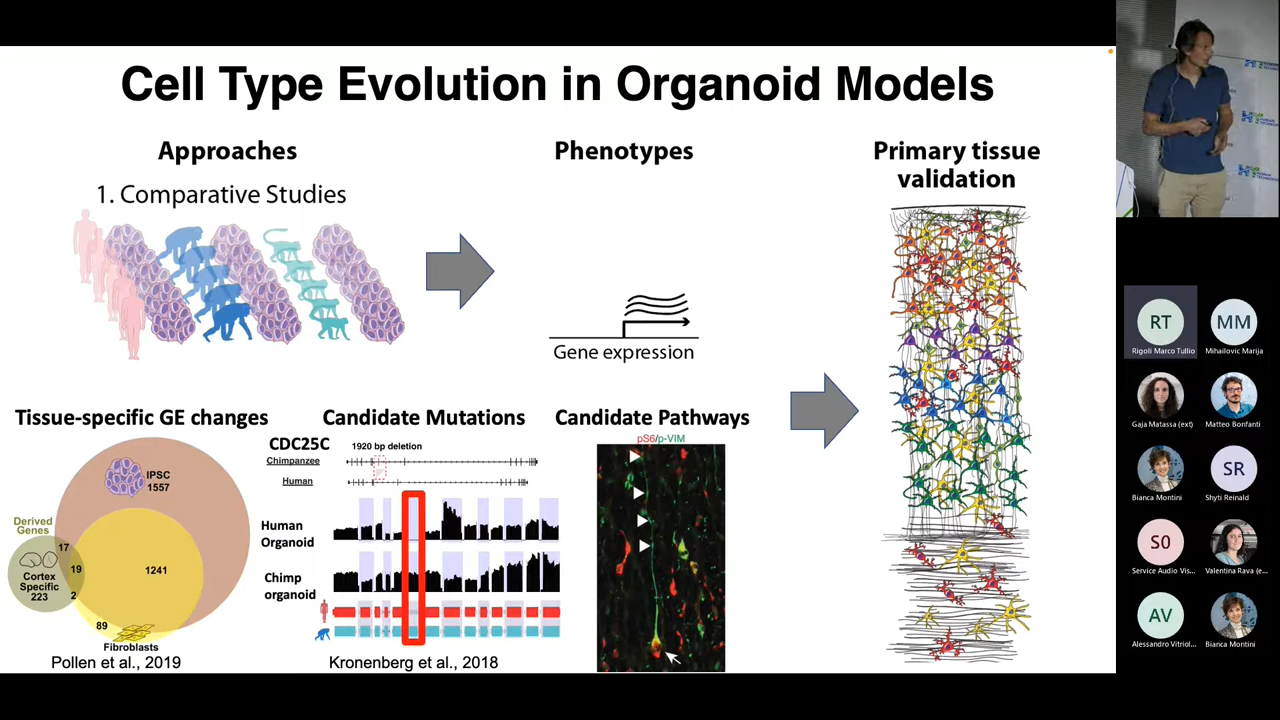 Cell Type Evolution in Organoid Models
Approaches
1. Comparative Studies
Phenotypes
Gene expression
Primary tissue
validation
Tissue-specific GE changes
IPSC
1557
Derived
Genes
17
Cortex
Specific
223
19
2
1241
89
Fibroblasts
Pollen et al., 2019
Candidate Mutations
CDC25C
1920 bp deletion
Chimpanzee
Human
Human
Organoid
Chimp
organoid
Kronenberg et al., 2018
Candidate Pathways
pS6/p-VIM
RT
Rigoli Marco Tullio
MM
Mihailovic Marija
Gaja Matassa (ext)
Matteo Bonfanti
Bianca Montini
SR
Shyti Reinald
S0
Service Audio Vis...
Valentina Rava (e...
AV
Alessandro Vitriol...
Bianca Montini